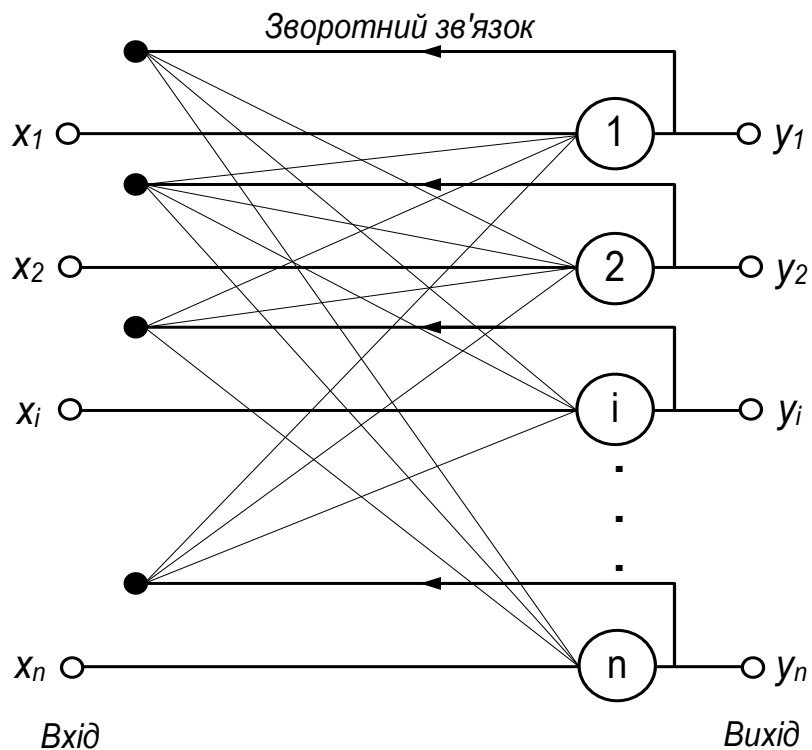 Зворотний зв'язок
x1 1 y1
x2 2 y2
xi i yi
xn n yn
Вхід Вихід